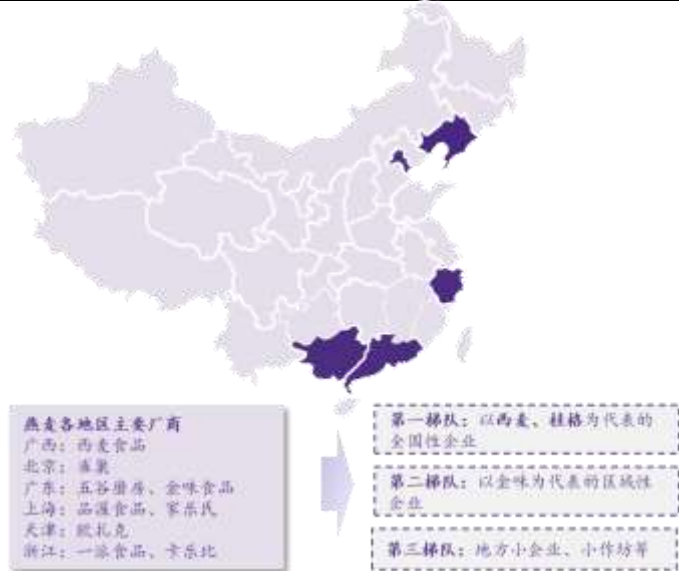 燕麦各地区主要厂商
广西：西麦食品
北京：雀巢
广东：五谷磨房、金味食品
上海：品渥食品、家乐氏
天津：欧扎克
浙江：一派食品、卡乐比
第一梯队：以西麦、桂格为代表的
全国性企业
第二梯队：以金味为代表的区域性
企业
第三梯队：地方小企业、小作坊等